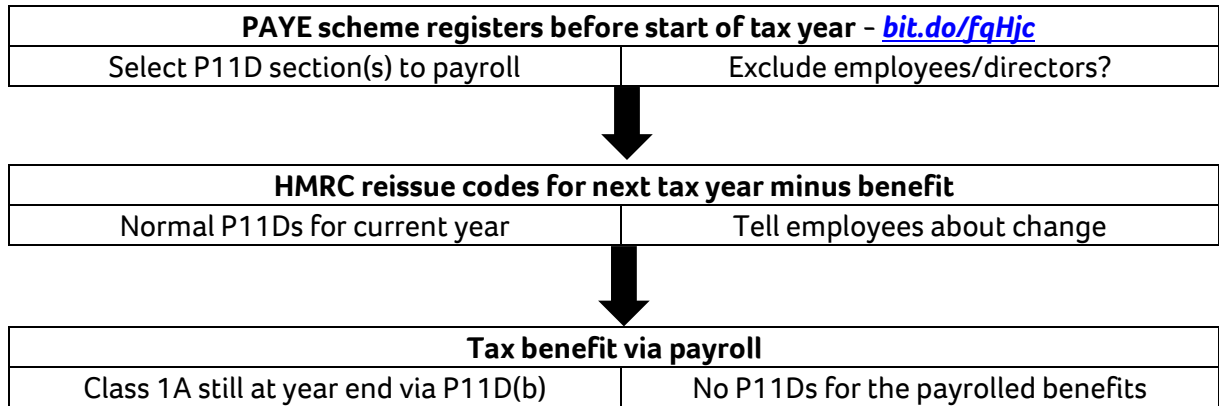 PAYE scheme registers before start of tax year - bit.do/fqHjc
Select P11D section(s) to payroll
Exclude employees/directors?
HMRC reissue codes for next tax year minus benefit
Normal P11Ds for current year
Tell employees about change
Tax benefit via payroll
Class 1A still at year end via P11D(b)
No P11Ds for the payrolled benefits